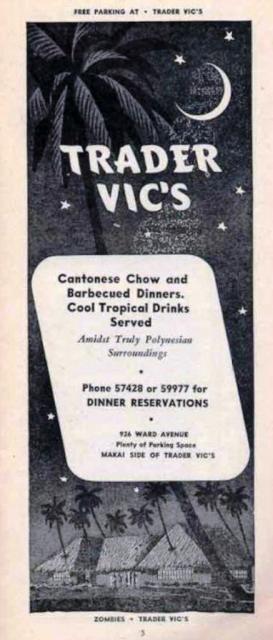 FREE PARKING AT • TRADER VIC'S
TRADER
VIC'S
Cantonese Chow and
Barbecued Dinners.
Cool Tropical Drinks
Served
Amidst Truly Polynesian
Surroundings
•
Phone 57428 or 59977 for
DINNER RESERVATIONS
•
926 WARD AVENUE
Plenty of Parking Space
MAKAI SIDE OF TRADER VIC'S
ZOMBIES • TRADER VIC'S
5